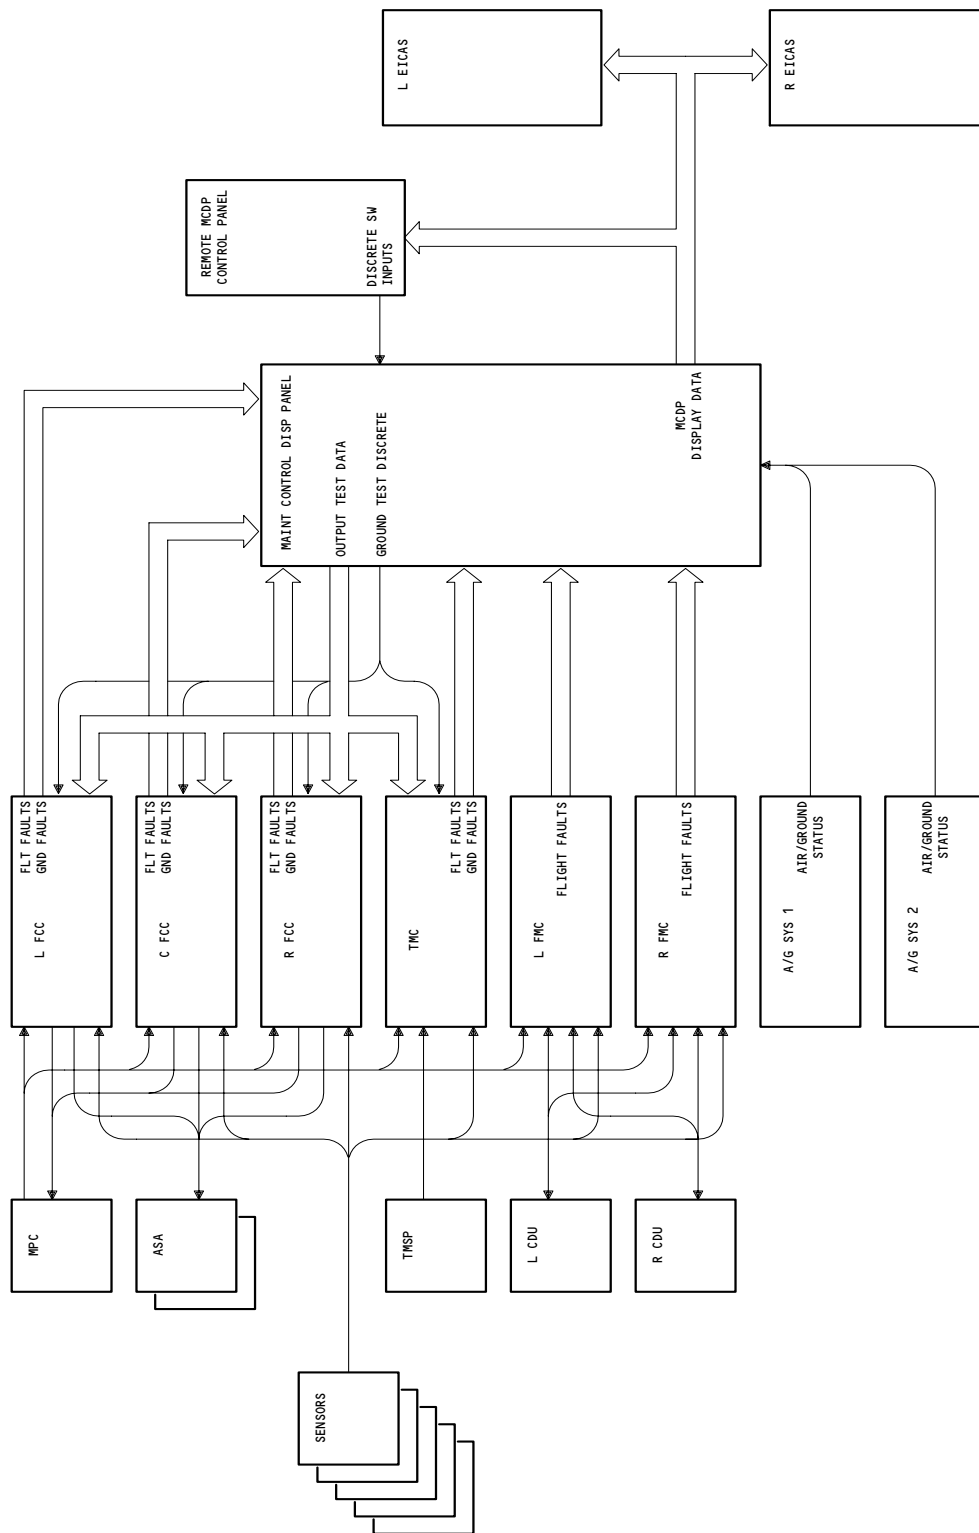 MPC
ASA
SENSORS
TMSP
L CDU
R CDU
L FCC
FLT FAULTS
GND FAULTS
C FCC
FLT FAULTS
GND FAULTS
R FCC
FLT FAULTS
GND FAULTS
TMC
FLT FAULTS
GND FAULTS
L FMC
FLIGHT FAULTS
R FMC
FLIGHT FAULTS
A/G SYS 1
AIR/GROUND
STATUS
A/G SYS 2
AIR/GROUND
STATUS
MAINT CONTROL DISP PANEL
OUTPUT TEST DATA
GROUND TEST DISCRETE
MCDP
DISPLAY DATA
REMOTE MCDP
CONTROL PANEL
DISCRETE SW
INPUTS
L EICAS
R EICAS